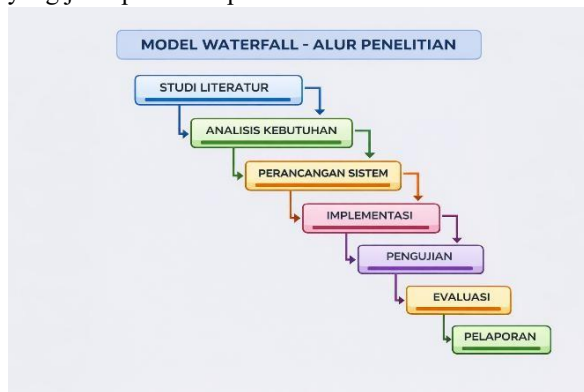 MODEL WATERFALL - ALUR PENELITIAN
STUDI LITERATUR
ANALISIS KEBUTUHAN
PERANCANGAN SISTEM
IMPLEMENTASI
PENGUJIAN
EVALUASI
PELAPORAN